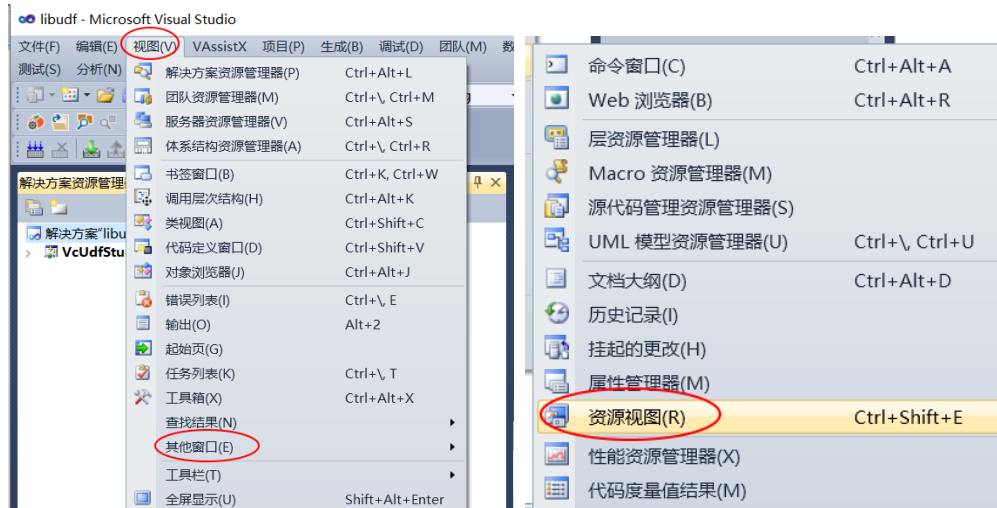 libudf - Microsoft Visual Studio
文件(F) 编辑(E) 视图(V) VAssistX 项目(P) 生成(B) 调试(D) 团队(M) 数
测试(S) 分析(N)
解决方案资源管理器(P) Ctrl+Alt+L
团队资源管理器(M) Ctrl+\, Ctrl+M
服务器资源管理器(V) Ctrl+Alt+S
体系结构资源管理器(A) Ctrl+\, Ctrl+R
书签窗口(B) Ctrl+K, Ctrl+W
调用层次结构(H) Ctrl+Alt+K
类视图(A) Ctrl+Shift+C
代码定义窗口(D) Ctrl+Shift+V
对象浏览器(J) Ctrl+Alt+J
错误列表(I) Ctrl+\, E
输出(O) Alt+2
起始页(G)
任务列表(K) Ctrl+\, T
工具箱(X) Ctrl+Alt+X
查找结果(N)
其他窗口(E)
工具栏(T)
全屏显示(U) Shift+Alt+Enter
解决方案资源管理
解决方案"libu
VcUdfStu
命令窗口(C) Ctrl+Alt+A
Web 浏览器(B) Ctrl+Alt+R
层资源管理器(L)
Macro 资源管理器(M)
源代码管理资源管理器(S)
UML 模型资源管理器(U) Ctrl+\, Ctrl+U
文档大纲(D) Ctrl+Alt+D
历史记录(I)
挂起的更改(H)
属性管理器(M)
资源视图(R) Ctrl+Shift+E
性能资源管理器(X)
代码度量值结果(M)